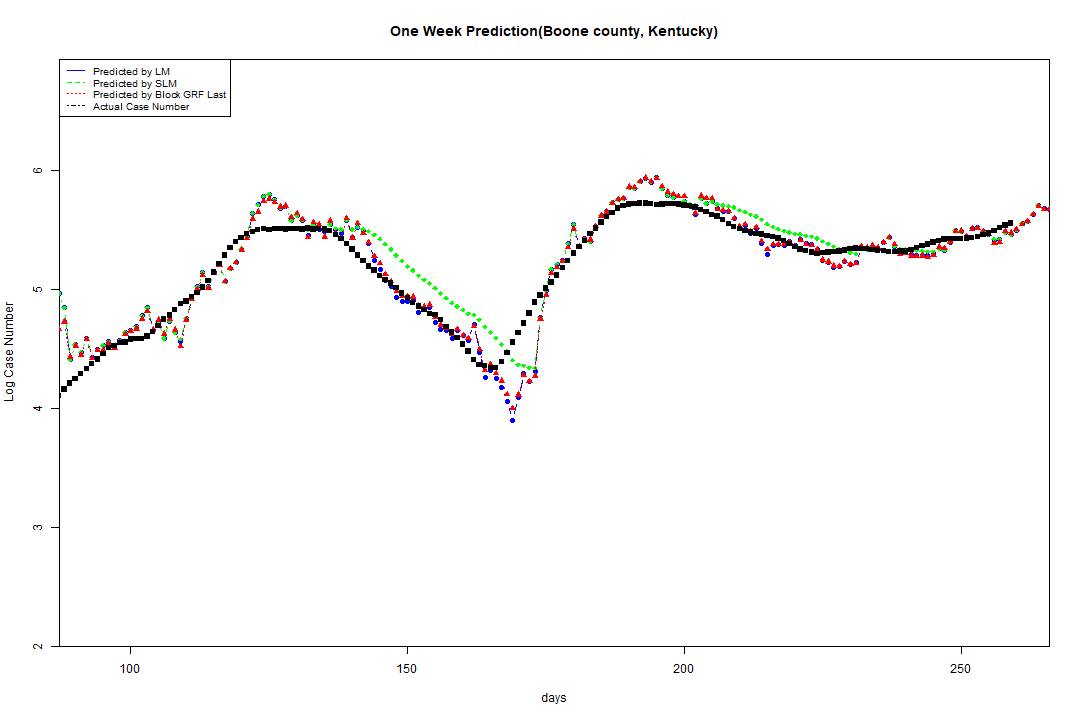 One Week Prediction(Boone county, Kentucky)
Predicted by LM
Predicted by SLM
Predicted by Block GRF Last
Actual Case Number
6
5
4
3
2
Log Case Number
100
150
200
250
days